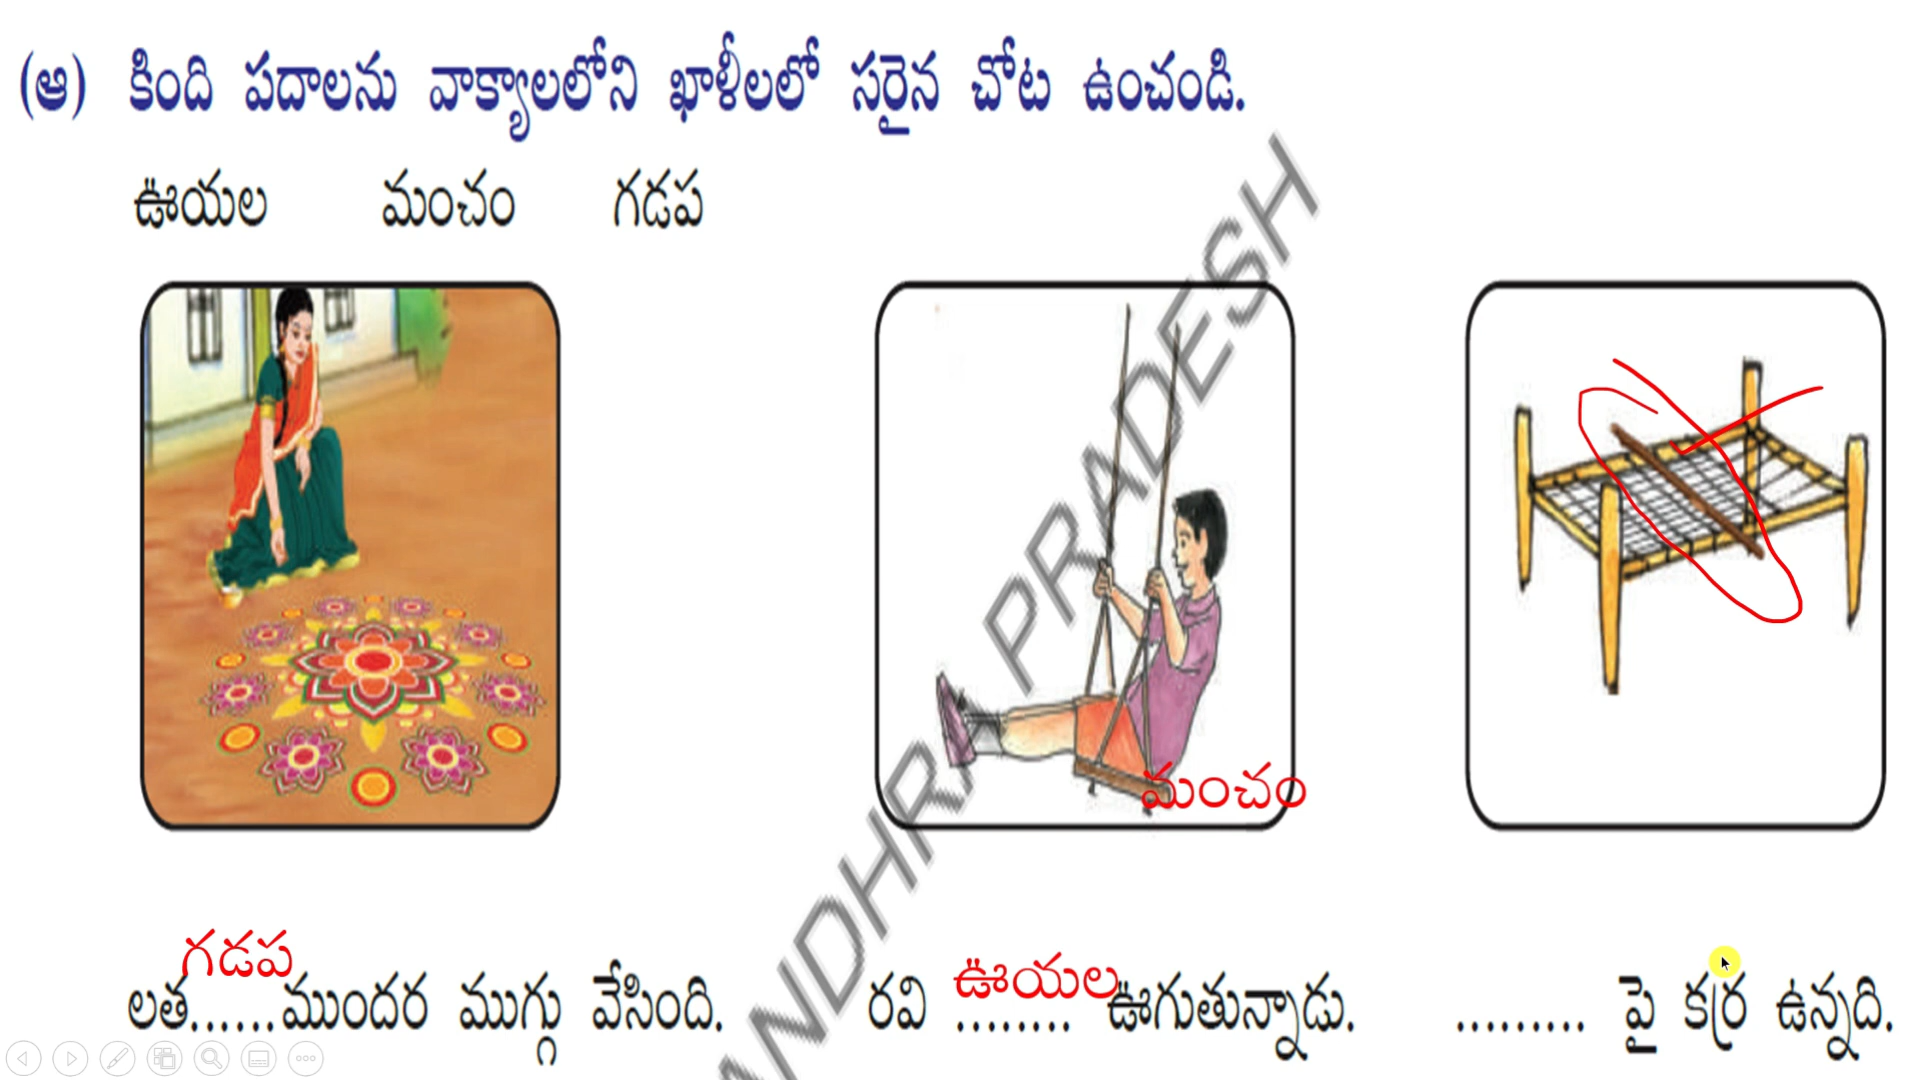 (ఆ) కింది పదాలను వాక్యాలలోని ఖాళీలలో సరైన చోట ఉంచండి.
ఊయల మంచం గడప
ANDHRA PRADESH
మంచం
గడప
ఊయల
లత......ముందర ముగ్గు వేసింది.
రవి ........ ఊగుతున్నాడు.
......... పై కర్ర ఉన్నది.